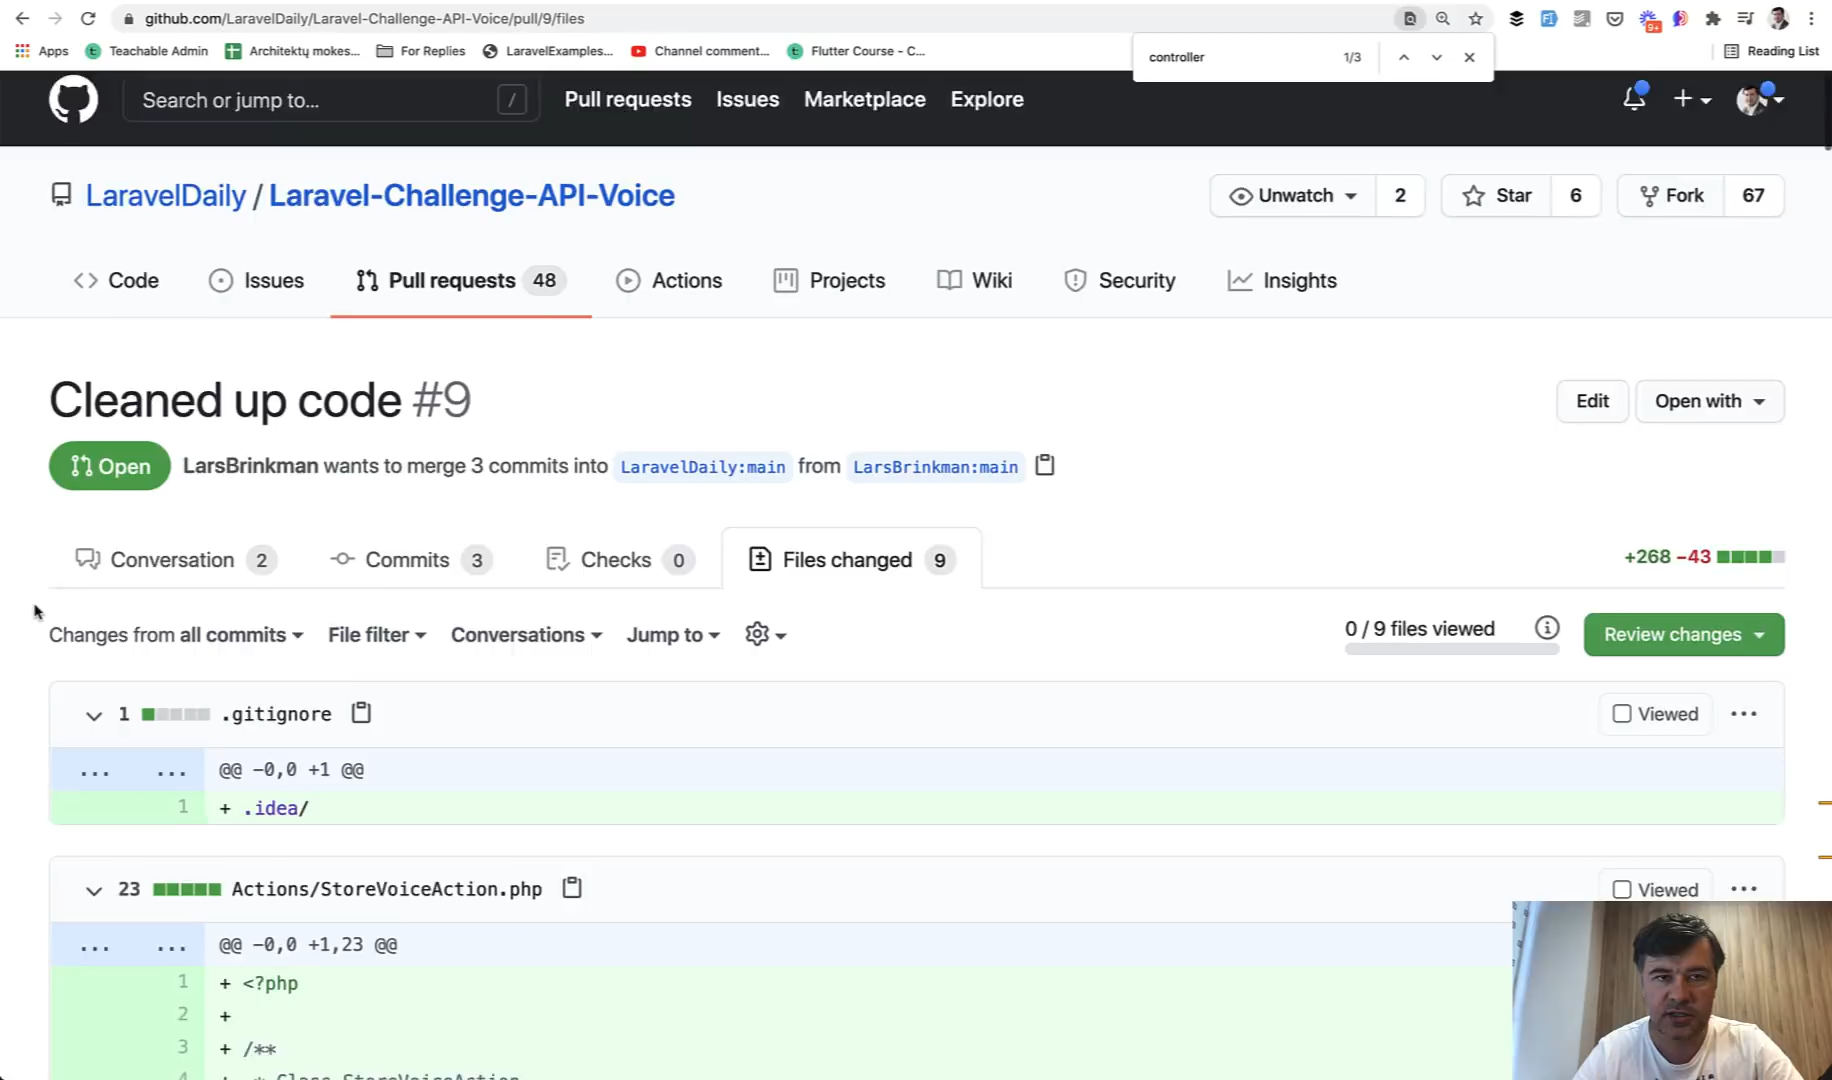 github.com/LaravelDaily/Laravel-Challenge-API-Voice/pull/9/files
9+
Apps Teachable Admin Architektų mokes... For Replies LaravelExamples... Channel comment... Flutter Course – C... Reading List
controller 1/3
Search or jump to... / Pull requests Issues Marketplace Explore
LaravelDaily / Laravel-Challenge-API-Voice Unwatch 2 Star 6 Fork 67
Code Issues Pull requests 48 Actions Projects Wiki Security Insights
Cleaned up code #9 Edit Open with
Open LarsBrinkman wants to merge 3 commits into LaravelDaily:main from LarsBrinkman:main
Conversation 2 Commits 3 Checks 0 Files changed 9 +268 −43
Changes from all commits File filter Conversations Jump to 0 / 9 files viewed Review changes
1 .gitignore Viewed ...
... ... @@ -0,0 +1 @@
1 + .idea/
23 Actions/StoreVoiceAction.php Viewed ...
... ... @@ -0,0 +1,23 @@
1 + <?php
2 +
3 + /**
4 + * Class StoreVoiceAction